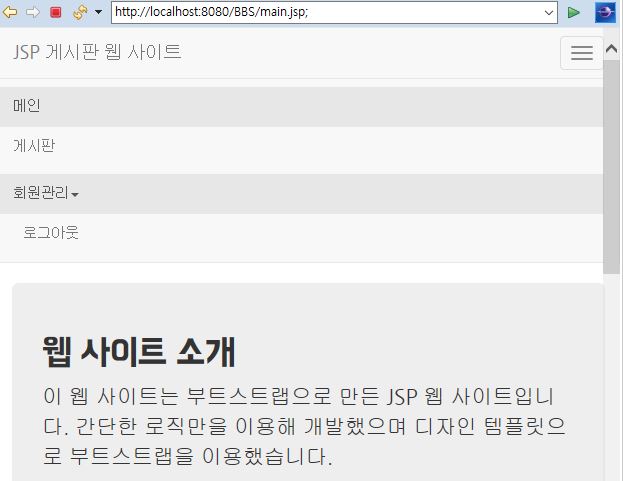 http://localhost:8080/BBS/main.jsp;
JSP 게시판 웹 사이트
메인
게시판
회원관리
로그아웃
웹 사이트 소개
이 웹 사이트는 부트스트랩으로 만든 JSP 웹 사이트입니
다. 간단한 로직만을 이용해 개발했으며 디자인 템플릿으
로 부트스트랩을 이용했습니다.